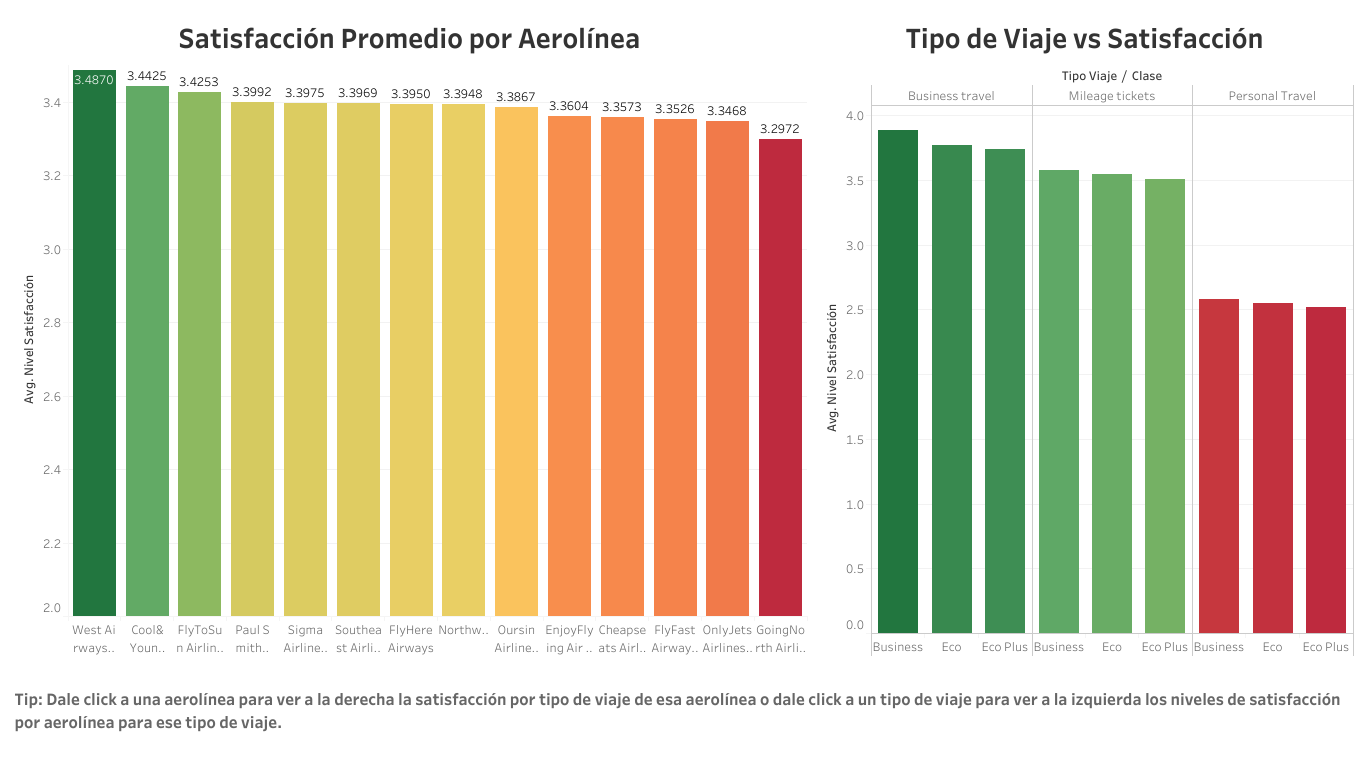 Satisfacción Promedio por Aerolínea
3.4870
3.4425
3.4253
3.3992
3.3975
3.3969
3.3950
3.3948
3.3867
3.3604
3.3573
3.3526
3.3468
3.2972
3.4
3.2
3.0
2.8
2.6
2.4
2.2
2.0
Avg. Nivel Satisfacción
West Ai
rways..
Cool&
Youn..
FlyToSu
n Airlin..
Paul S
mith..
Sigma
Airline..
Southea
st Airli..
FlyHere
Airways
Northw..
Oursin
Airline..
EnjoyFly
ing Air ..
Cheapse
ats Airl..
FlyFast
Airway..
OnlyJets
Airlines..
GoingNo
rth Airli..
Tipo de Viaje vs Satisfacción
Tipo Viaje / Clase
Business travel
Mileage tickets
Personal Travel
4.0
3.5
3.0
2.5
2.0
1.5
1.0
0.5
0.0
Avg. Nivel Satisfacción
Business
Eco
Eco Plus
Business
Eco
Eco Plus
Business
Eco
Eco Plus
Tip: Dale click a una aerolínea para ver a la derecha la satisfacción por tipo de viaje de esa aerolínea o dale click a un tipo de viaje para ver a la izquierda los niveles de satisfacción
por aerolínea para ese tipo de viaje.